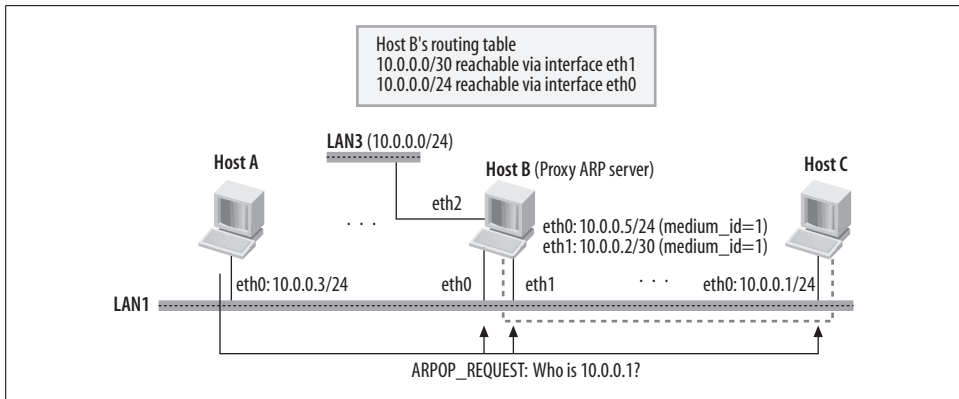 Host B's routing table
10.0.0.0/30 reachable via interface eth1
10.0.0.0/24 reachable via interface eth0
LAN3 (10.0.0.0/24)
Host A
Host B (Proxy ARP server)
Host C
eth2
. . .
eth0: 10.0.0.5/24 (medium_id=1)
eth1: 10.0.0.2/30 (medium_id=1)
eth0: 10.0.0.3/24
eth0
eth1
. . .
eth0: 10.0.0.1/24
LAN1
ARPOP_REQUEST: Who is 10.0.0.1?